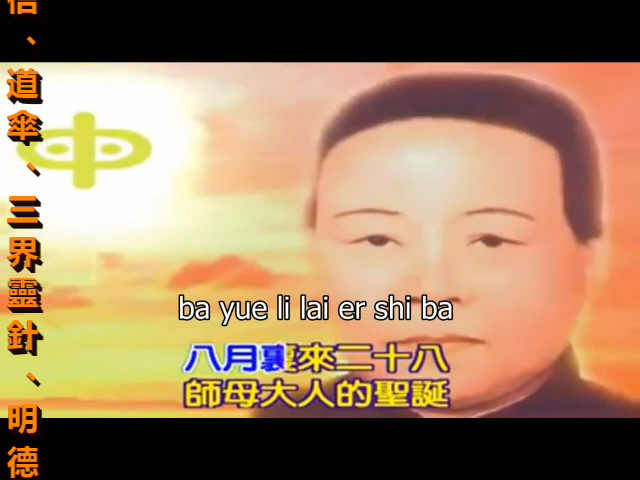 信、道傘、三界靈針、明德
ba yue li lai er shi ba
八月裏來二十八
師母大人的聖誕